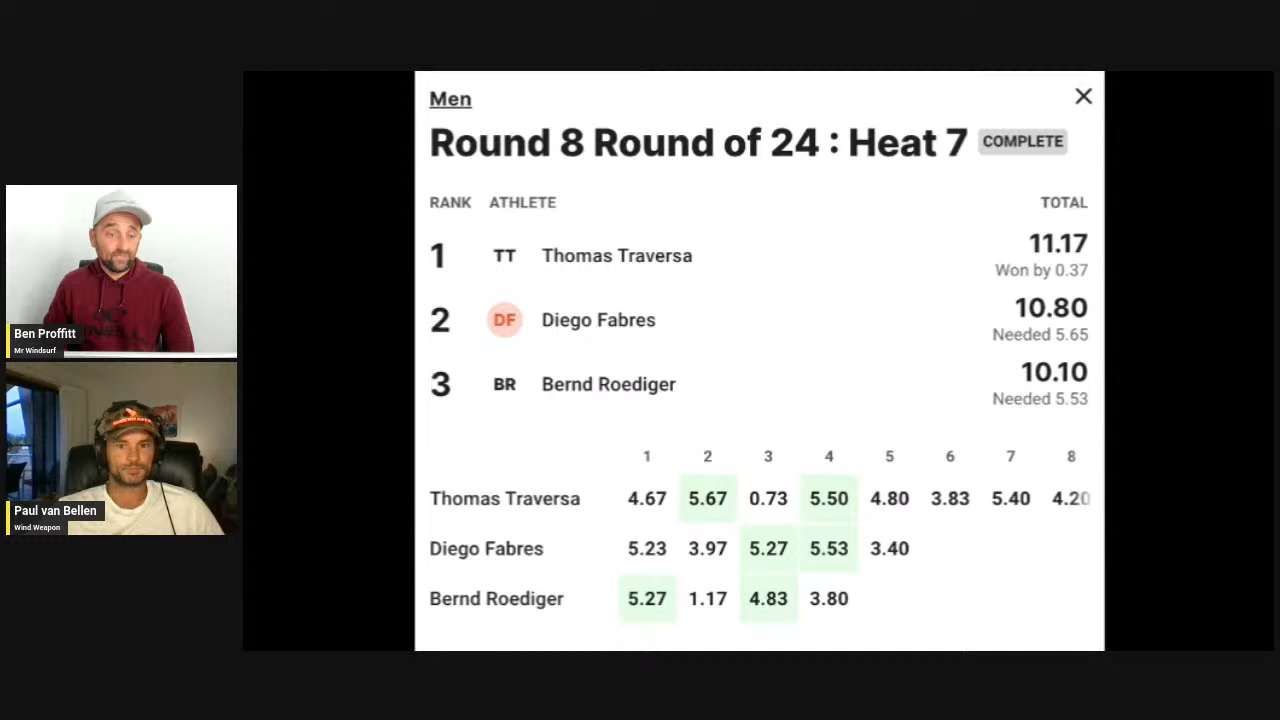 Men
Round 8 Round of 24 : Heat 7 COMPLETE
RANK ATHLETE TOTAL
1 TT Thomas Traversa 11.17
Won by 0.37
2 DF Diego Fabres 10.80
Needed 5.65
3 BR Bernd Roediger 10.10
Needed 5.53
1 2 3 4 5 6 7 8
Thomas Traversa 4.67 5.67 0.73 5.50 4.80 3.83 5.40 4.20
Diego Fabres 5.23 3.97 5.27 5.53 3.40
Bernd Roediger 5.27 1.17 4.83 3.80
Ben Proffitt
Mr Windsurf
Paul van Bellen
Wind Weapon